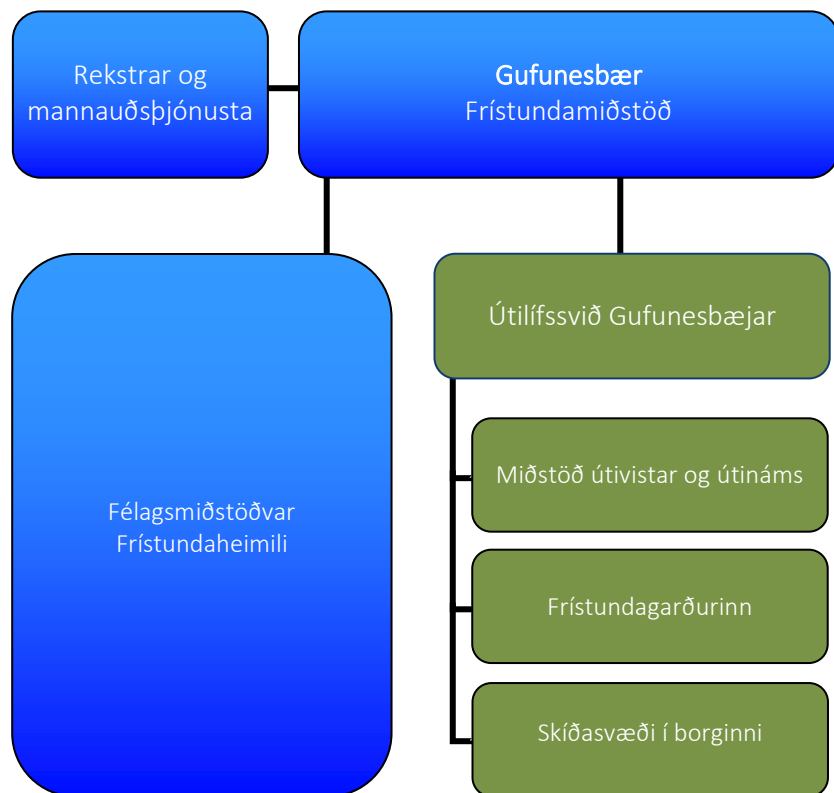 Rekstrar og
mannauðsþjónusta
Gufunesbær
Frístundamiðstöð
Félagsmiðstöðvar
Frístundaheimili
Útilífssvið Gufunesbæjar
Miðstöð útivistar og útináms
Frístundagarðurinn
Skíðasvæði í borginni